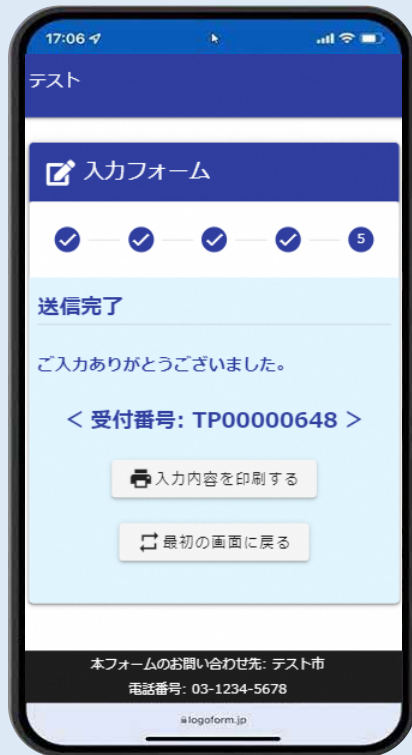 17:06
テスト
入力フォーム
5
送信完了
ご入力ありがとうございました。
< 受付番号: TP00000648 >
入力内容を印刷する
最初の画面に戻る
本フォームのお問い合わせ先: テスト市
電話番号: 03-1234-5678
logoform.jp